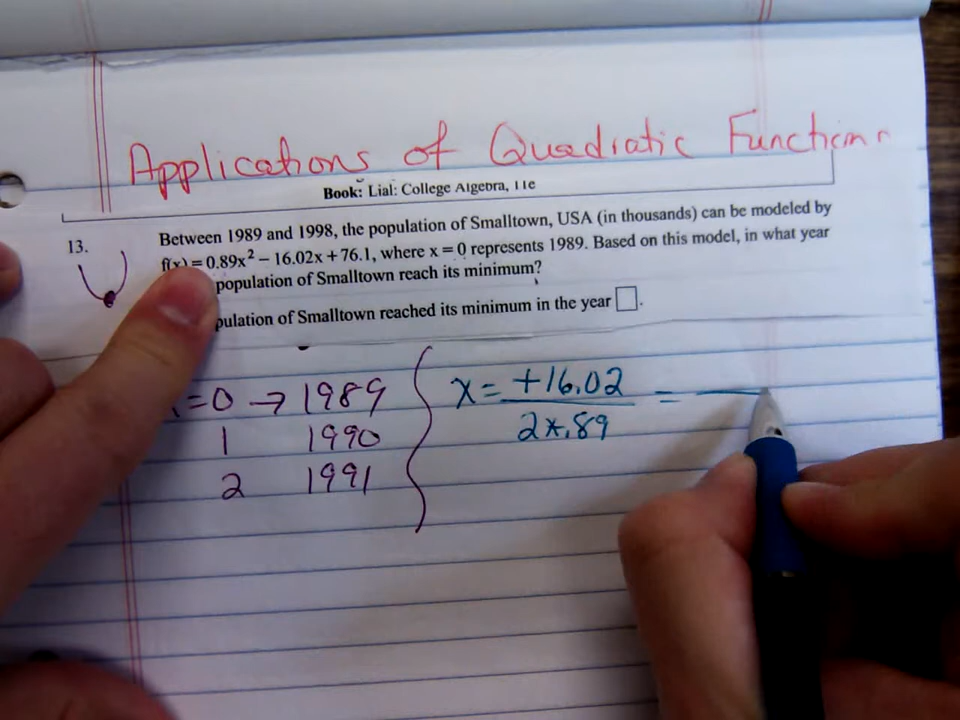 Applications of Quadratic Function
Book: Lial: College Algebra, 11e
13. Between 1989 and 1998, the population of Smalltown, USA (in thousands) can be modeled by
f(x) = 0.89x² − 16.02x + 76.1, where x = 0 represents 1989. Based on this model, in what year
population of Smalltown reach its minimum?
pulation of Smalltown reached its minimum in the year □.
=0 → 1989
1 1990
2 1991
x = +16.02 / 2x.89 =